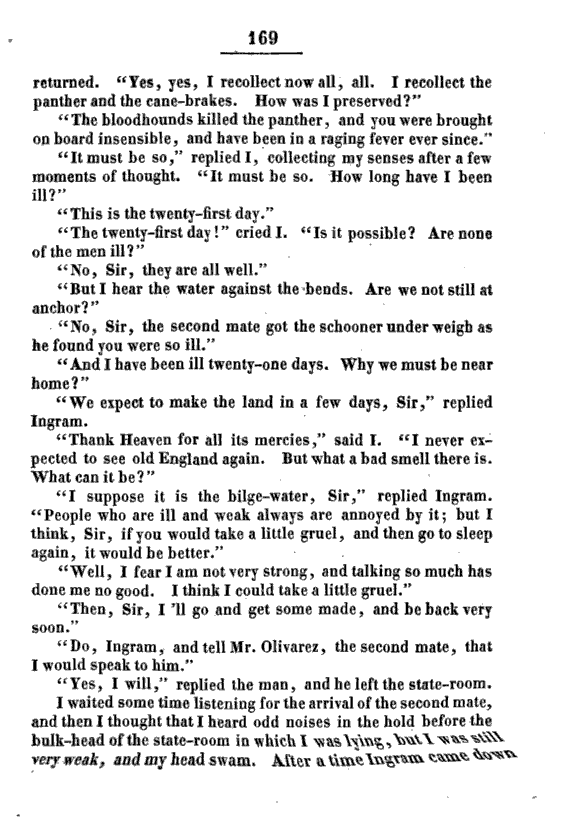 169
returned. “Yes, yes, I recollect now all, all. I recollect the
panther and the cane-brakes. How was I preserved?”
“The bloodhounds killed the panther, and you were brought
on board insensible, and have been in a raging fever ever since.”
“It must be so,” replied I, collecting my senses after a few
moments of thought. “It must be so. How long have I been
ill?”
“This is the twenty-first day.”
“The twenty-first day!” cried I. “Is it possible? Are none
of the men ill?”
“No, Sir, they are all well.”
“But I hear the water against the bends. Are we not still at
anchor?”
“No, Sir, the second mate got the schooner under weigh as
he found you were so ill.”
“And I have been ill twenty-one days. Why we must be near
home?”
“We expect to make the land in a few days, Sir,” replied
Ingram.
“Thank Heaven for all its mercies,” said I. “I never ex-
pected to see old England again. But what a bad smell there is.
What can it be?”
“I suppose it is the bilge-water, Sir,” replied Ingram.
“People who are ill and weak always are annoyed by it; but I
think, Sir, if you would take a little gruel, and then go to sleep
again, it would be better.”
“Well, I fear I am not very strong, and talking so much has
done me no good. I think I could take a little gruel.”
“Then, Sir, I ’ll go and get some made, and be back very
soon.”
“Do, Ingram, and tell Mr. Olivarez, the second mate, that
I would speak to him.”
“Yes, I will,” replied the man, and he left the state-room.
I waited some time listening for the arrival of the second mate,
and then I thought that I heard odd noises in the hold before the
bulk-head of the state-room in which I was lying, but I was still
very weak, and my head swam. After a time Ingram came down